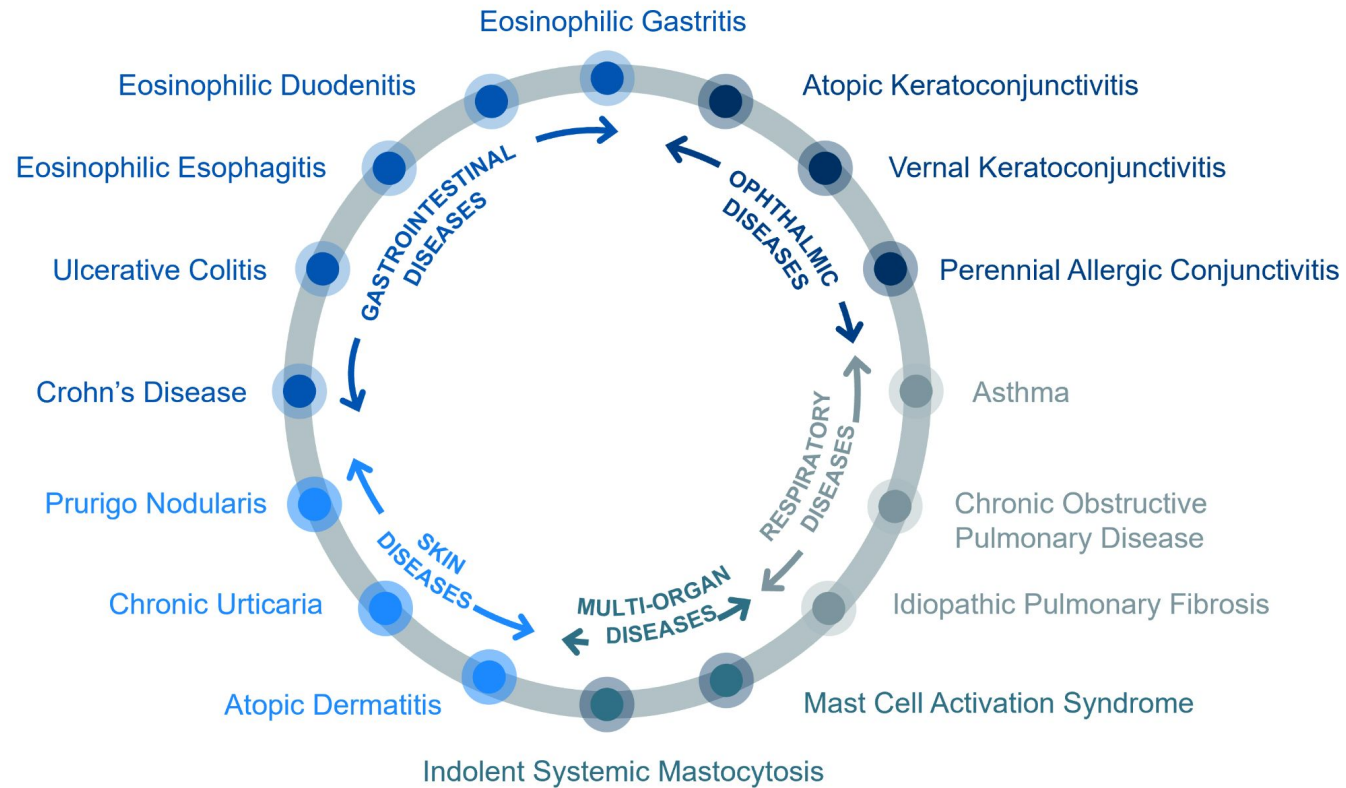 Eosinophilic Gastritis
Eosinophilic Duodenitis
Atopic Keratoconjunctivitis
Eosinophilic Esophagitis
Vernal Keratoconjunctivitis
Ulcerative Colitis
Perennial Allergic Conjunctivitis
Crohn’s Disease
Asthma
Prurigo Nodularis
Chronic Obstructive
Pulmonary Disease
Chronic Urticaria
Idiopathic Pulmonary Fibrosis
Atopic Dermatitis
Mast Cell Activation Syndrome
Indolent Systemic Mastocytosis
GASTROINTESTINAL
DISEASES
OPHTHALMIC
DISEASES
RESPIRATORY
DISEASES
MULTI-ORGAN
DISEASES
SKIN
DISEASES